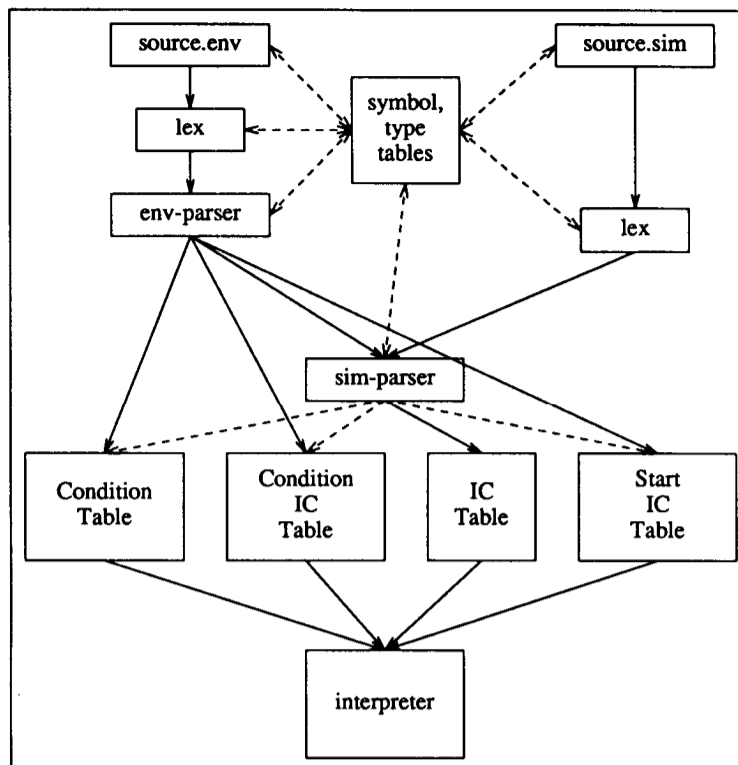 source.env
source.sim
symbol,
type
tables
lex
env-parser
lex
sim-parser
Condition
Table
Condition
IC
Table
IC
Table
Start
IC
Table
interpreter